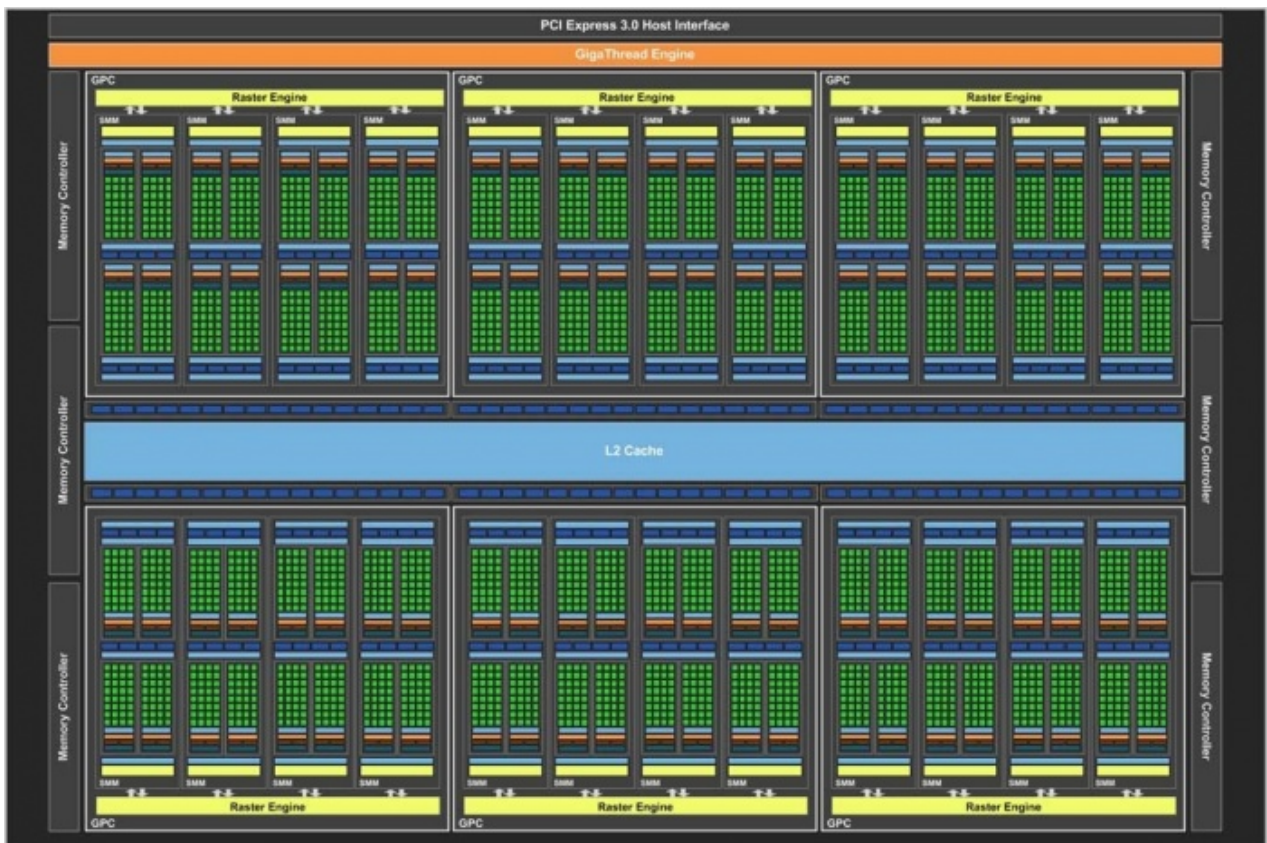 PCI Express 3.0 Host Interface
GigaThread Engine
GPC
GPC
GPC
Raster Engine
Raster Engine
Raster Engine
SMM
SMM
SMM
SMM
SMM
SMM
SMM
SMM
SMM
SMM
SMM
SMM
Memory Controller
Memory Controller
Memory Controller
L2 Cache
Memory Controller
Memory Controller
Memory Controller
SMM
SMM
SMM
SMM
SMM
SMM
SMM
SMM
SMM
SMM
SMM
SMM
Raster Engine
Raster Engine
Raster Engine
GPC
GPC
GPC